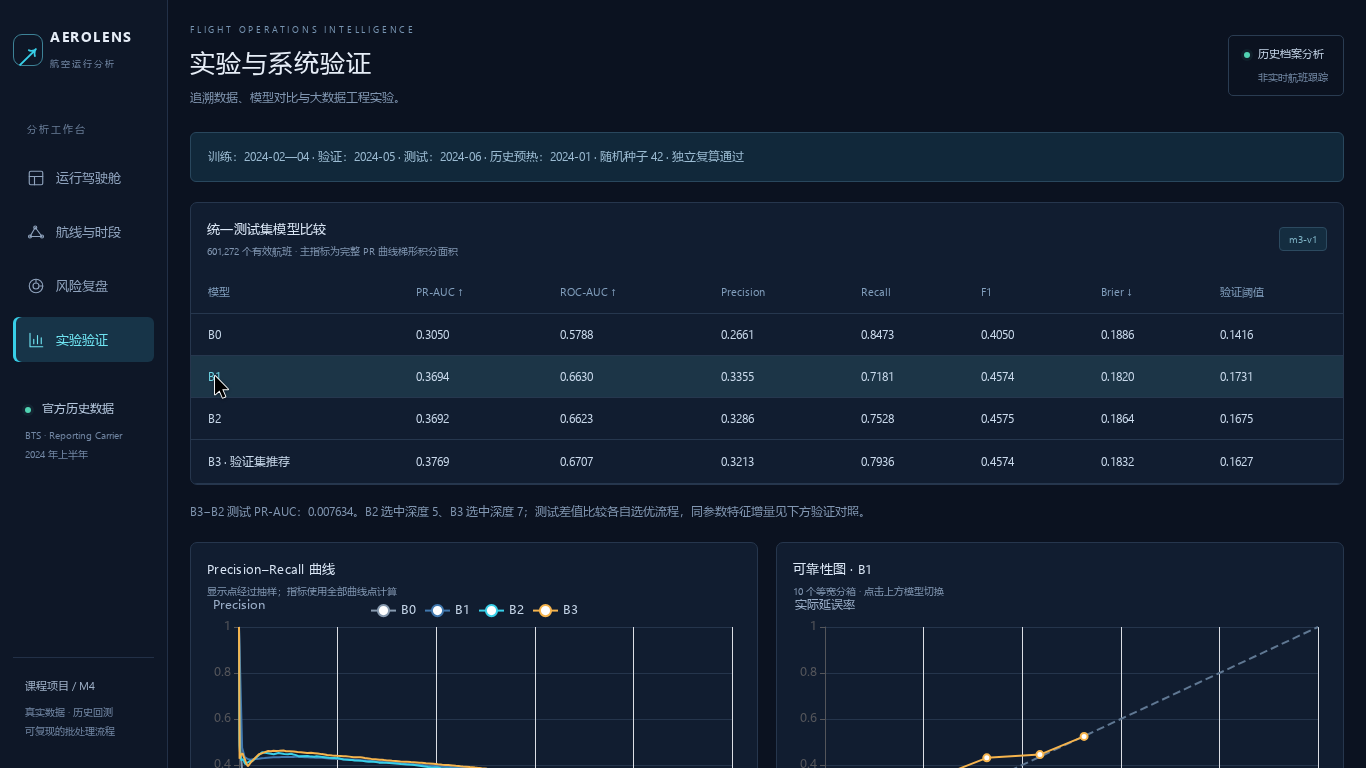 AEROLENS
航空运行分析
分析工作台
运行驾驶舱
航线与时段
风险复盘
实验验证
官方历史数据
BTS · Reporting Carrier
2024 年上半年
课程项目 / M4
真实数据 · 历史回测
可复现的批处理流程
FLIGHT OPERATIONS INTELLIGENCE
实验与系统验证
追溯数据、模型对比与大数据工程实验。
历史档案分析
非实时航班跟踪
训练：2024-02—04 · 验证：2024-05 · 测试：2024-06 · 历史预热：2024-01 · 随机种子 42 · 独立复算通过
统一测试集模型比较
601,272 个有效航班 · 主指标为完整 PR 曲线梯形积分面积
m3-v1
模型 PR-AUC ↑ ROC-AUC ↑ Precision Recall F1 Brier ↓ 验证阈值
B0 0.3050 0.5788 0.2661 0.8473 0.4050 0.1886 0.1416
B1 0.3694 0.6630 0.3355 0.7181 0.4574 0.1820 0.1731
B2 0.3692 0.6623 0.3286 0.7528 0.4575 0.1864 0.1675
B3 · 验证集推荐 0.3769 0.6707 0.3213 0.7936 0.4574 0.1832 0.1627
B3−B2 测试 PR-AUC：0.007634。B2 选中深度 5、B3 选中深度 7；测试差值比较各自选优流程，同参数特征增量见下方验证对照。
Precision–Recall 曲线
显示点经过抽样；指标使用全部曲线点计算
Precision
B0 B1 B2 B3
1
0.8
0.6
0.4
可靠性图 · B1
10 个等宽分箱 · 点击上方模型切换
实际延误率
1
0.8
0.6
0.4